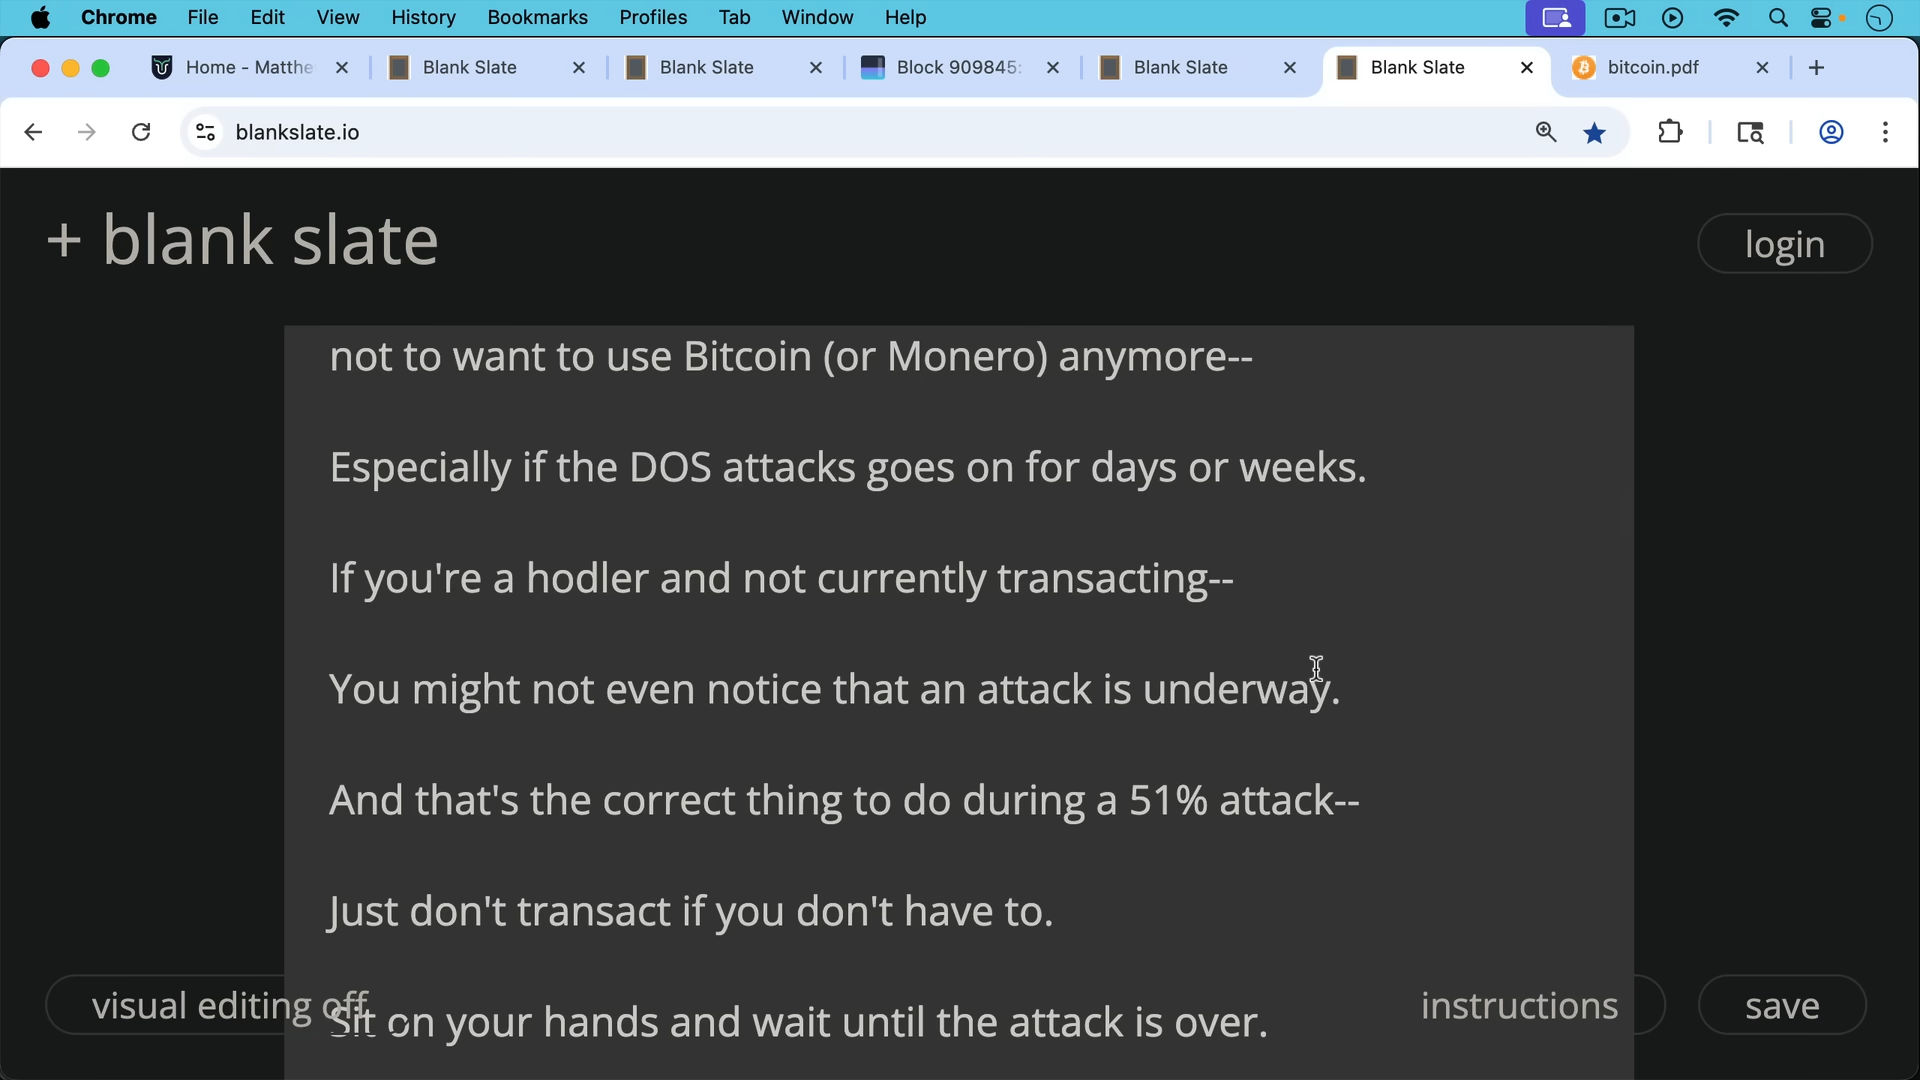 Chrome File Edit View History Bookmarks Profiles Tab Window Help
Home - Matthe Blank Slate Blank Slate Block 909845: Blank Slate Blank Slate bitcoin.pdf
blankslate.io
+ blank slate
login
not to want to use Bitcoin (or Monero) anymore--
Especially if the DOS attacks goes on for days or weeks.
If you're a hodler and not currently transacting--
You might not even notice that an attack is underway.
And that's the correct thing to do during a 51% attack--
Just don't transact if you don't have to.
visual editing off
Sit on your hands and wait until the attack is over.
instructions
save